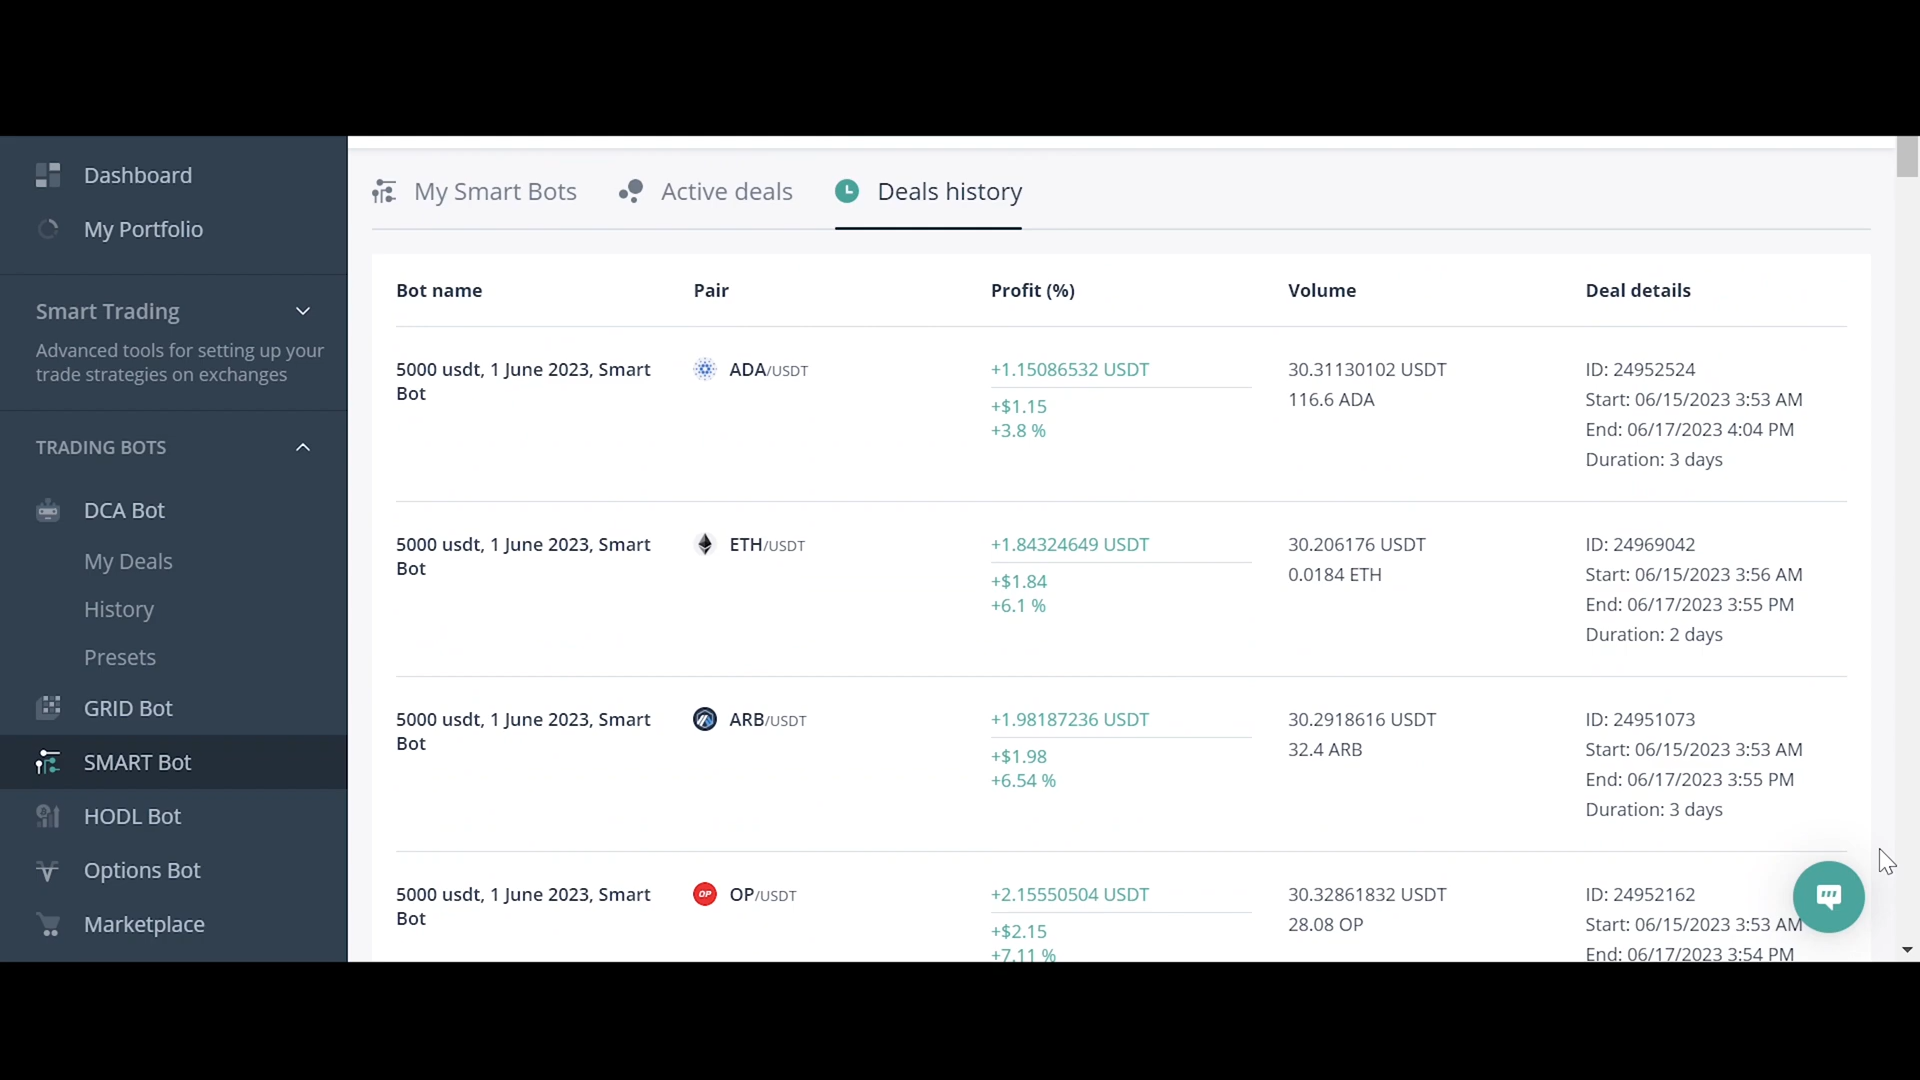 Dashboard
My Portfolio
Smart Trading
Advanced tools for setting up your
trade strategies on exchanges
TRADING BOTS
DCA Bot
My Deals
History
Presets
GRID Bot
SMART Bot
HODL Bot
Options Bot
Marketplace
My Smart Bots Active deals Deals history
Bot name Pair Profit (%) Volume Deal details
5000 usdt, 1 June 2023, Smart
Bot
ADA/USDT
+1.15086532 USDT
+$1.15
+3.8 %
30.31130102 USDT
116.6 ADA
ID: 24952524
Start: 06/15/2023 3:53 AM
End: 06/17/2023 4:04 PM
Duration: 3 days
5000 usdt, 1 June 2023, Smart
Bot
ETH/USDT
+1.84324649 USDT
+$1.84
+6.1 %
30.206176 USDT
0.0184 ETH
ID: 24969042
Start: 06/15/2023 3:56 AM
End: 06/17/2023 3:55 PM
Duration: 2 days
5000 usdt, 1 June 2023, Smart
Bot
ARB/USDT
+1.98187236 USDT
+$1.98
+6.54 %
30.2918616 USDT
32.4 ARB
ID: 24951073
Start: 06/15/2023 3:53 AM
End: 06/17/2023 3:55 PM
Duration: 3 days
5000 usdt, 1 June 2023, Smart
Bot
OP
OP/USDT
+2.15550504 USDT
+$2.15
+7.11 %
30.32861832 USDT
28.08 OP
ID: 24952162
Start: 06/15/2023 3:53 AM
End: 06/17/2023 3:54 PM